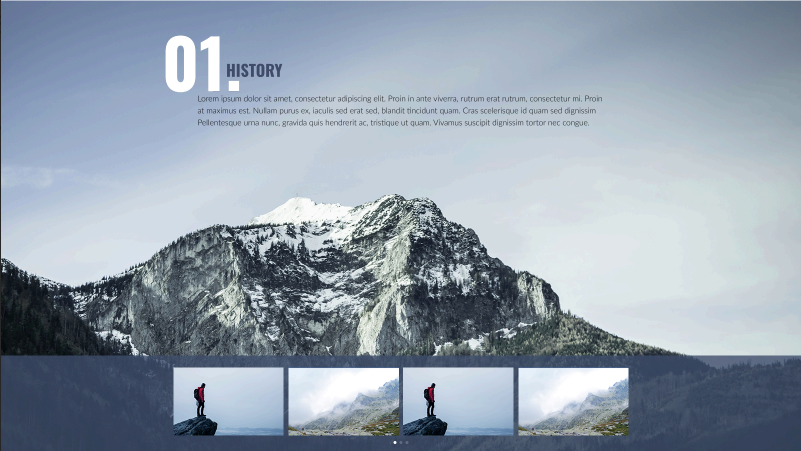 01.
HISTORY
Lorem ipsum dolor sit amet, consectetur adipiscing elit. Proin in ante viverra, rutrum erat rutrum, consectetur mi. Proin
at maximus est. Nullam purus ex, iaculis sed erat sed, blandit tincidunt quam. Cras scelerisque id quam sed dignissim
Pellentesque urna nunc, gravida quis hendrerit ac, tristique ut quam. Vivamus suscipit dignissim tortor nec congue.